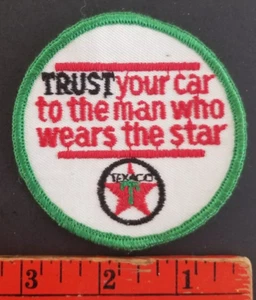 TRUST your car
to the man who
wears the star
TEXACO
T
3 2 1